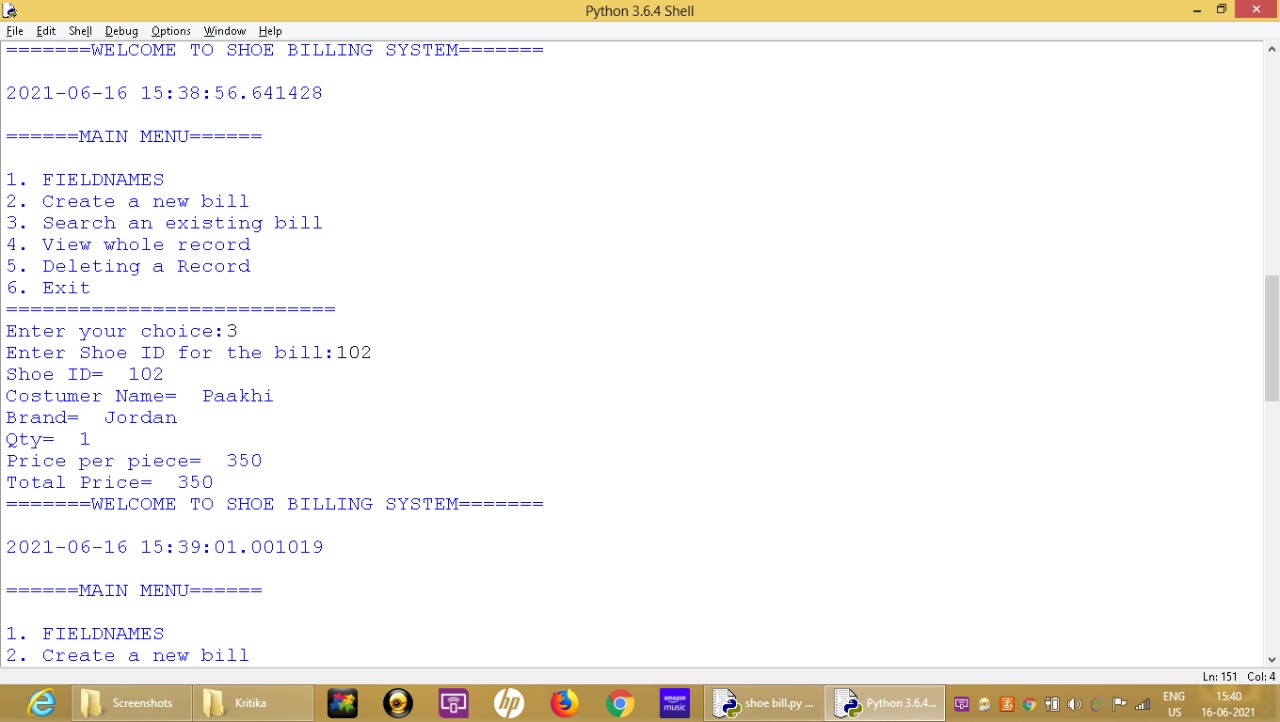 Python 3.6.4 Shell
File Edit Shell Debug Options Window Help
=======WELCOME TO SHOE BILLING SYSTEM=======
2021-06-16 15:38:56.641428
======MAIN MENU======
1. FIELDNAMES
2. Create a new bill
3. Search an existing bill
4. View whole record
5. Deleting a Record
6. Exit
===========================
Enter your choice:3
Enter Shoe ID for the bill:102
Shoe ID=  102
Costumer Name=  Paakhi
Brand=  Jordan
Qty=  1
Price per piece=  350
Total Price=  350
=======WELCOME TO SHOE BILLING SYSTEM=======
2021-06-16 15:39:01.001019
======MAIN MENU======
1. FIELDNAMES
2. Create a new bill
Ln: 151 Col: 4
Screenshots Kritika hp amazon music shoe bill.py ... Python 3.6.4... ENG US 15:40 16-06-2021